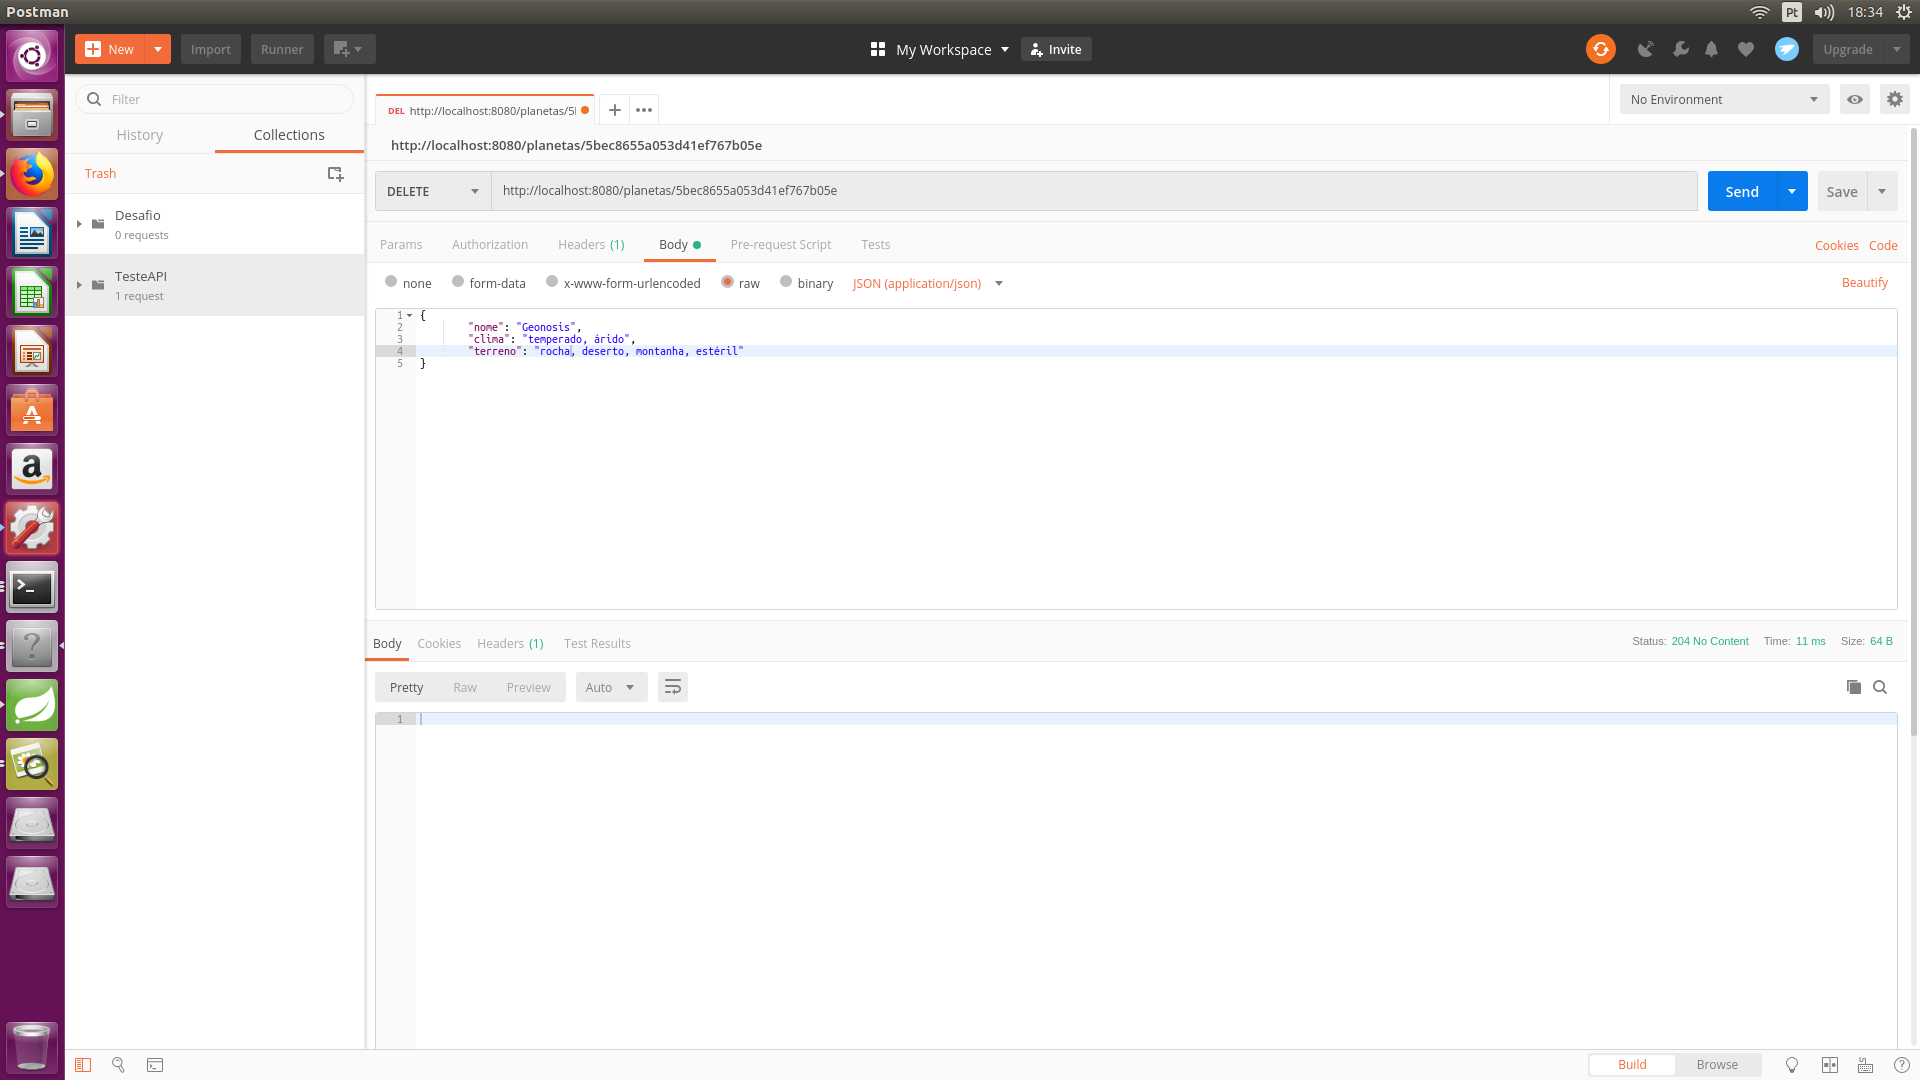 Postman
Pt
18:34
New
Import
Runner
My Workspace
Invite
Upgrade
Filter
History
Collections
Trash
Desafio
0 requests
TesteAPI
1 request
DEL http://localhost:8080/planetas/5
No Environment
http://localhost:8080/planetas/5bec8655a053d41ef767b05e
DELETE
http://localhost:8080/planetas/5bec8655a053d41ef767b05e
Send
Save
Params
Authorization
Headers (1)
Body
Pre-request Script
Tests
Cookies
Code
none
form-data
x-www-form-urlencoded
raw
binary
JSON (application/json)
Beautify
1 {
2 "nome": "Geonosis",
3 "clima": "temperado, árido",
4 "terreno": "rocha, deserto, montanha, estéril"
5 }
Body
Cookies
Headers (1)
Test Results
Status: 204 No Content
Time: 11 ms
Size: 64 B
Pretty
Raw
Preview
Auto
1
Build
Browse